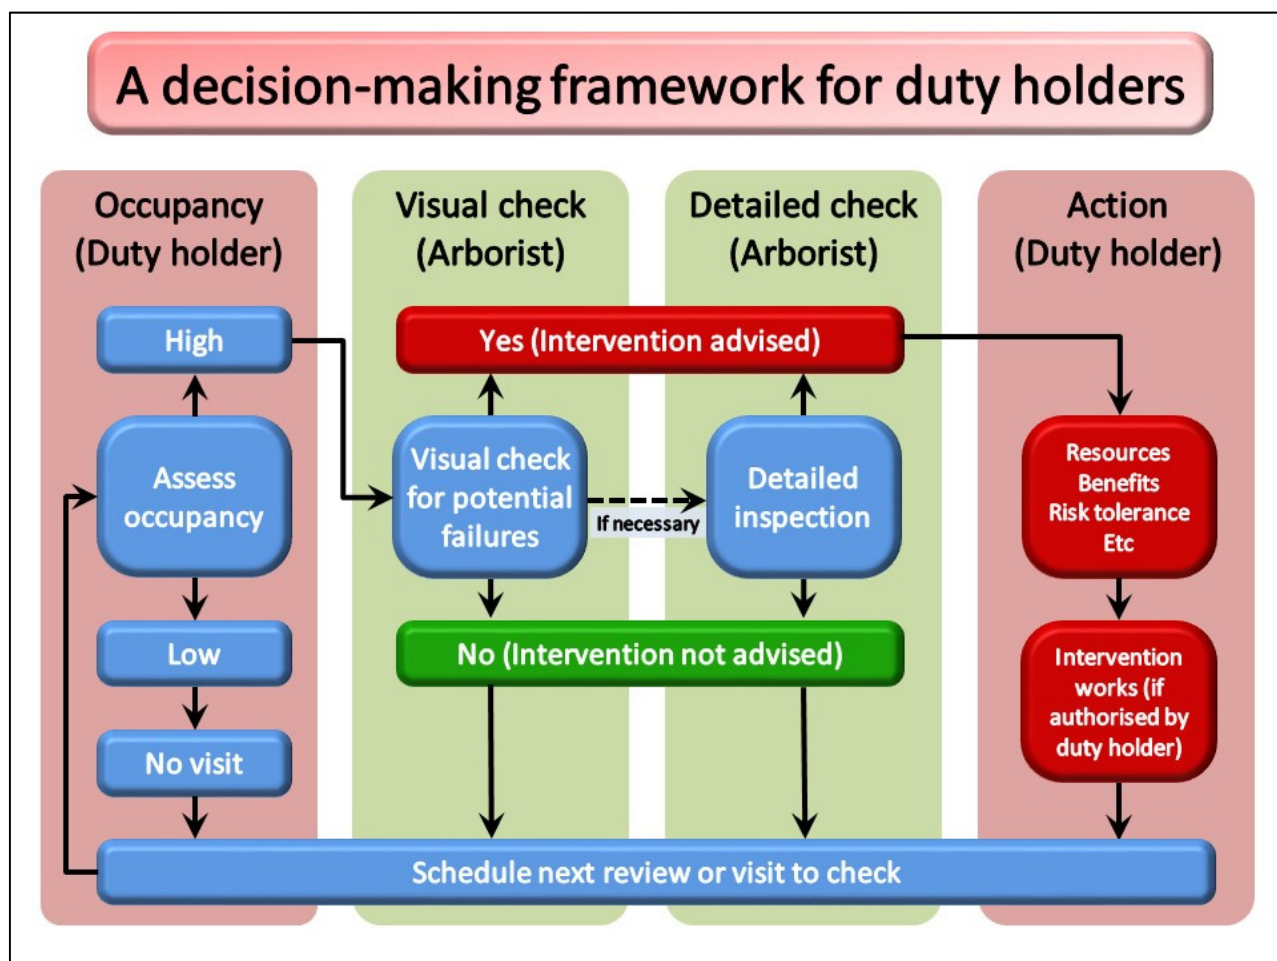 A decision-making framework for duty holders
Occupancy
(Duty holder)
Visual check
(Arborist)
Detailed check
(Arborist)
Action
(Duty holder)
High
Yes (Intervention advised)
Assess
occupancy
Visual check
for potential
failures
If necessary
Detailed
inspection
Resources
Benefits
Risk tolerance
Etc
Low
No (Intervention not advised)
Intervention
works (if
authorised by
duty holder)
No visit
Schedule next review or visit to check